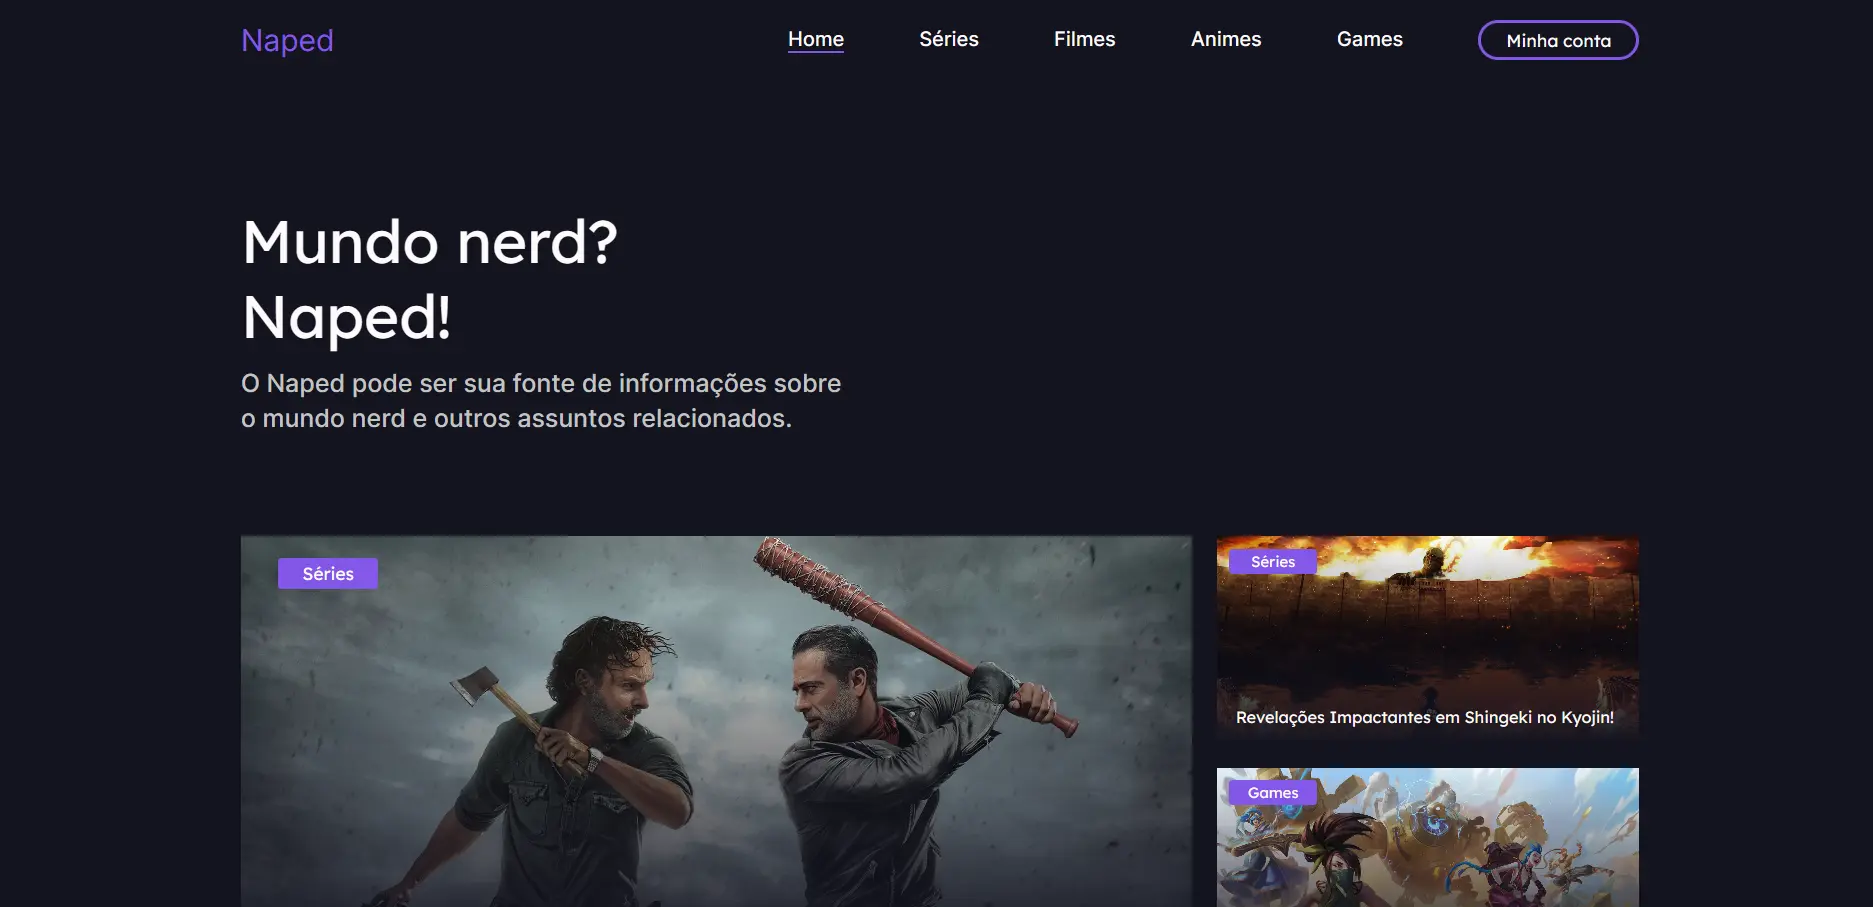 Naped
Home
Séries
Filmes
Animes
Games
Minha conta
Mundo nerd?
Naped!
O Naped pode ser sua fonte de informações sobre
o mundo nerd e outros assuntos relacionados.
Séries
Séries
Revelações Impactantes em Shingeki no Kyojin!
Games